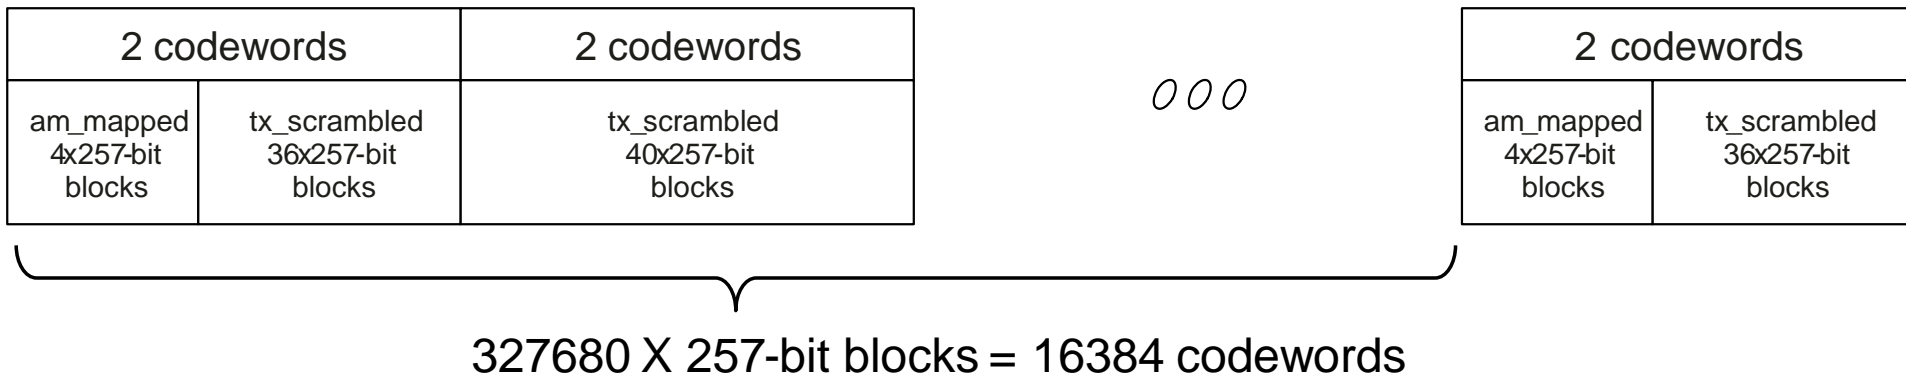 2 codewords
2 codewords
2 codewords
am_mapped
4x257-bit
blocks
tx_scrambled
36x257-bit
blocks
tx_scrambled
40x257-bit
blocks
am_mapped
4x257-bit
blocks
tx_scrambled
36x257-bit
blocks
327680 X 257-bit blocks = 16384 codewords